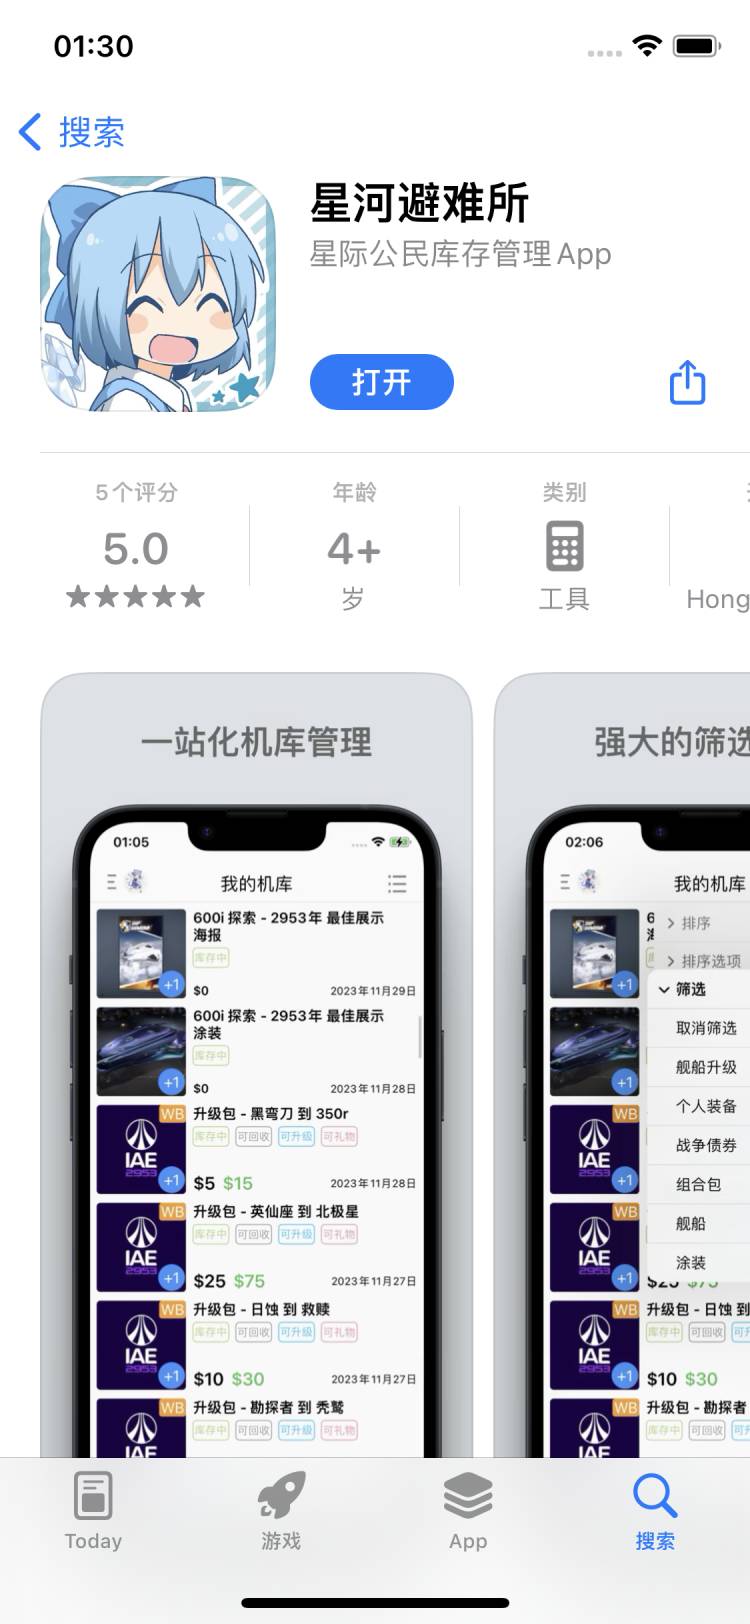 01:30
搜索
星河避难所
星际公民库存管理App
打开
5个评分
年龄
类别
5.0
4+
岁
工具
Hong
一站化机库管理
01:05
我的机库
600i 探索 - 2953年 最佳展示
海报
库存中
+1
$0
2023年11月29日
600i 探索 - 2953年 最佳展示
涂装
库存中
+1
$0
2023年11月28日
WB
升级包 - 黑弯刀 到 350r
库存中 可回收 可升级 可礼物
IAE
2953
+1
$5 $15
2023年11月28日
WB
升级包 - 英仙座 到 北极星
库存中 可回收 可升级 可礼物
IAE
2953
+1
$25 $75
2023年11月27日
WB
升级包 - 日蚀 到 救赎
库存中 可回收 可升级 可礼物
IAE
2953
+1
$10 $30
2023年11月27日
WB
升级包 - 勘探者 到 秃鹫
库存中 可回收 可升级 可礼物
IAE
强大的筛选
02:06
我的机库
排序
排序选项
筛选
取消筛选
舰船升级
个人装备
战争债券
组合包
舰船
涂装
+1
+1
WB
IAE
2953
+1
WB
IAE
2953
+1
$25 $75
WB
升级包 - 日蚀 到
库存中 可回收
IAE
2953
+1
$10 $30
WB
升级包 - 勘探者
库存中 可回收
IAE
Today
游戏
App
搜索